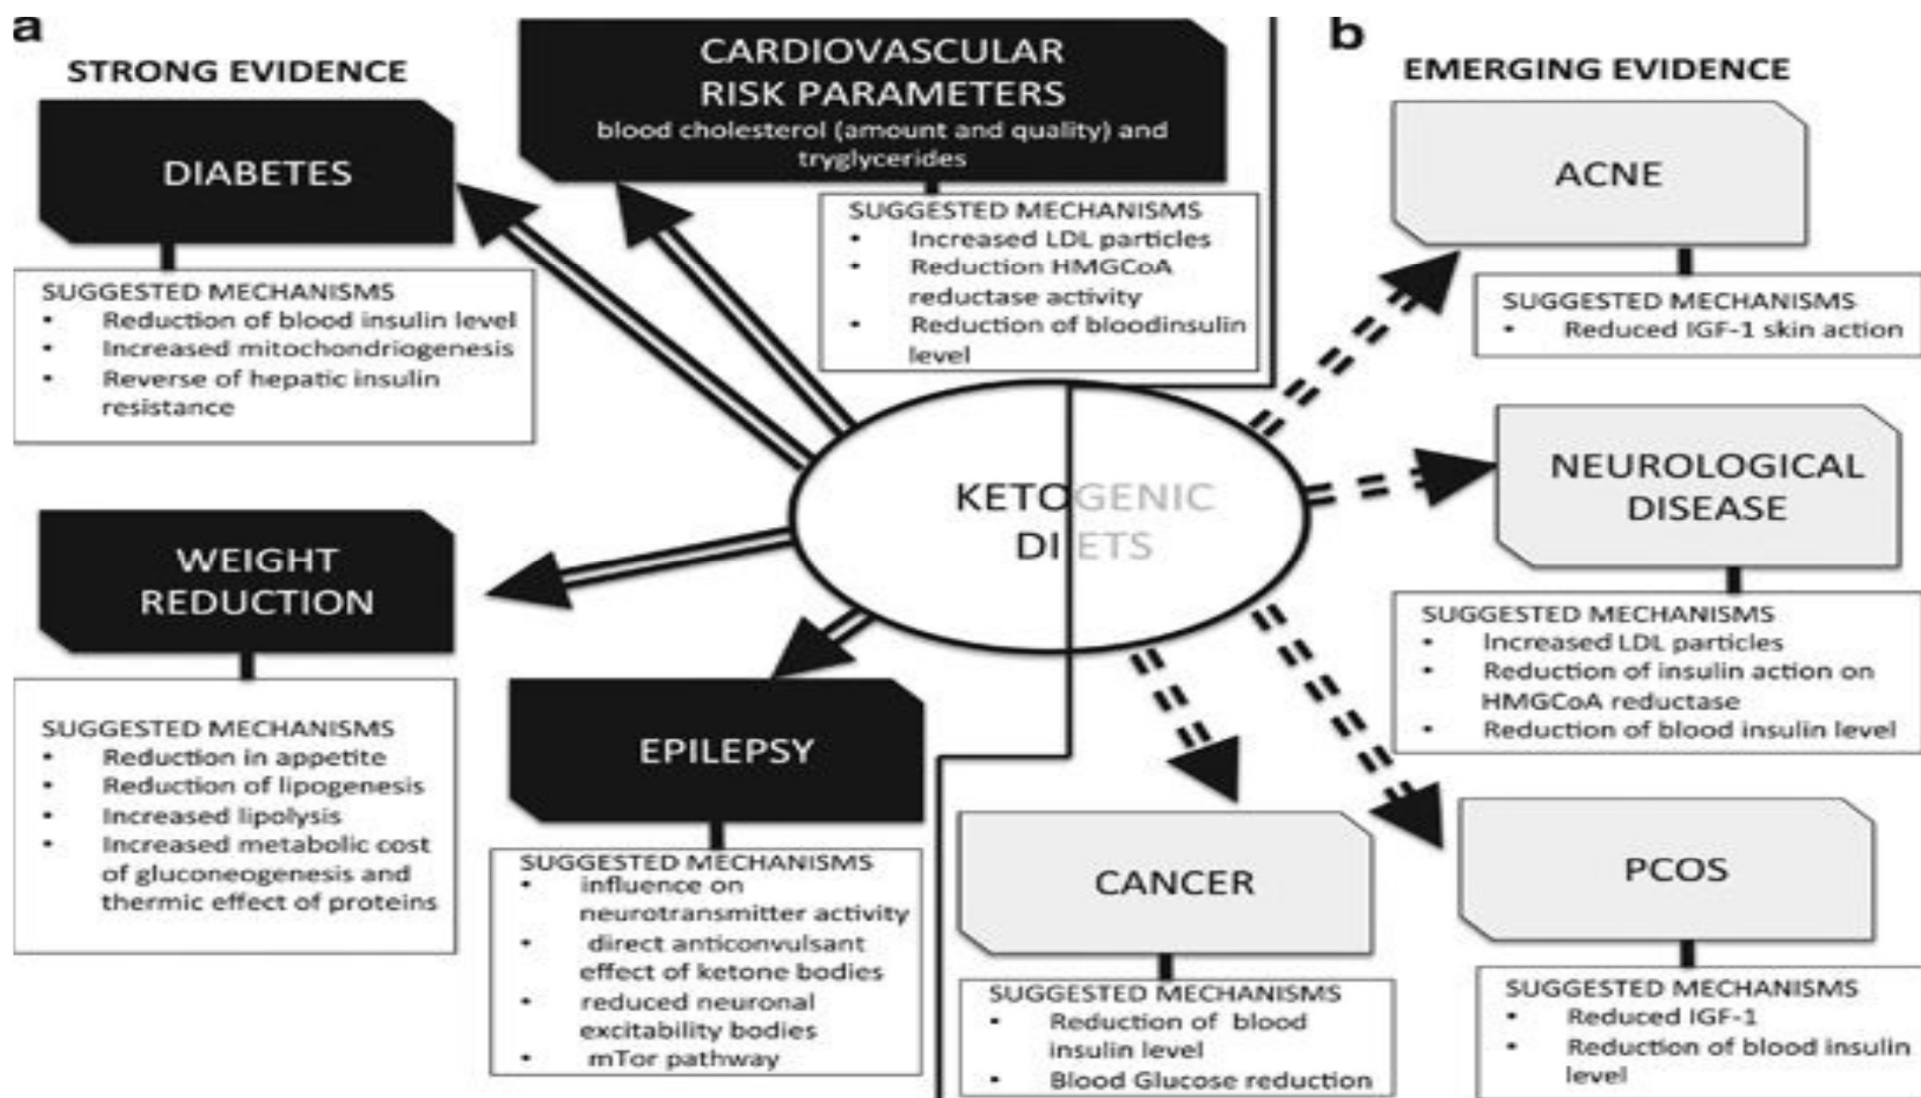 a
STRONG EVIDENCE
DIABETES
SUGGESTED MECHANISMS
• Reduction of blood insulin level
• Increased mitochondriogenesis
• Reverse of hepatic insulin
resistance
CARDIOVASCULAR
RISK PARAMETERS
blood cholesterol (amount and quality) and
tryglycerides
SUGGESTED MECHANISMS
• Increased LDL particles
• Reduction HMGCoA
reductase activity
• Reduction of bloodinsulin
level
WEIGHT
REDUCTION
SUGGESTED MECHANISMS
• Reduction in appetite
• Reduction of lipogenesis
• Increased lipolysis
• Increased metabolic cost
of gluconeogenesis and
thermic effect of proteins
EPILEPSY
SUGGESTED MECHANISMS
• influence on
neurotransmitter activity
• direct anticonvulsant
effect of ketone bodies
• reduced neuronal
excitability bodies
• mTor pathway
KETOGENIC
DIETS
b
EMERGING EVIDENCE
ACNE
SUGGESTED MECHANISMS
• Reduced IGF-1 skin action
NEUROLOGICAL
DISEASE
SUGGESTED MECHANISMS
• Increased LDL particles
• Reduction of insulin action on
HMGCoA reductase
• Reduction of blood insulin level
CANCER
SUGGESTED MECHANISMS
• Reduction of blood
insulin level
• Blood Glucose reduction
PCOS
SUGGESTED MECHANISMS
• Reduced IGF-1
• Reduction of blood insulin
level